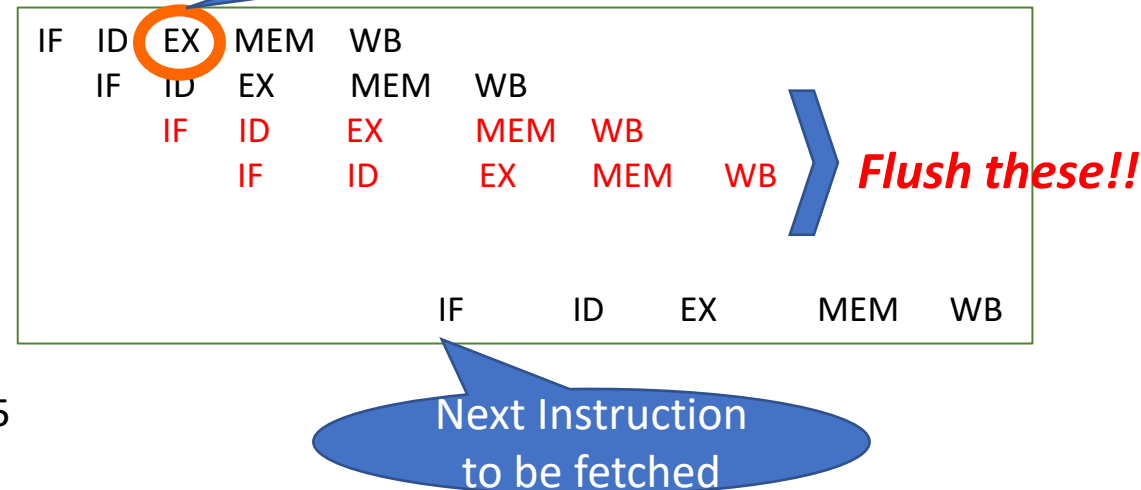 IF ID EX MEM WB
IF ID EX MEM WB
IF ID EX MEM WB
IF ID EX MEM WB
Flush these!!
IF ID EX MEM WB
5
Next Instruction
to be fetched